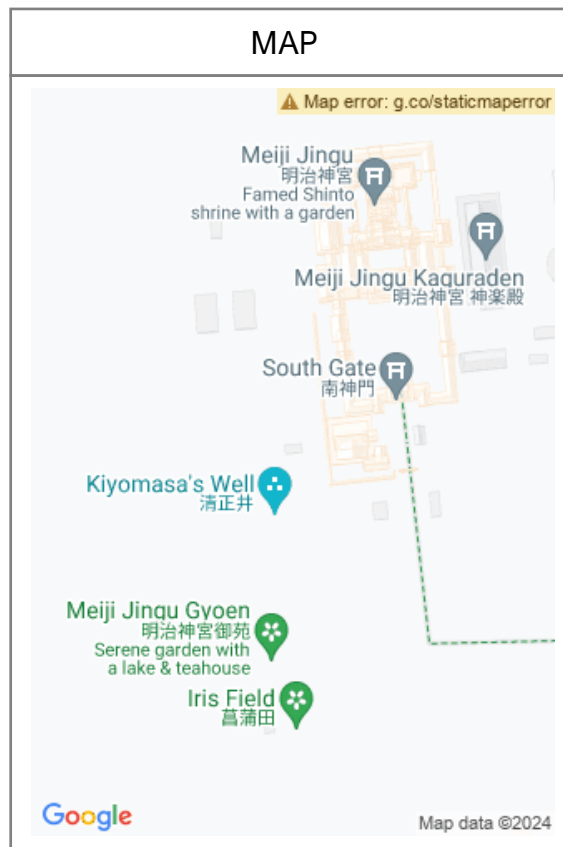 MAP
Map error: g.co/staticmaperror
Meiji Jingu
明治神宮
Famed Shinto
shrine with a garden
Meiji Jingu Kaguraden
明治神宮 神楽殿
South Gate
南神門
Kiyomasa's Well
清正井
Meiji Jingu Gyoen
明治神宮御苑
Serene garden with
a lake & teahouse
Iris Field
菖蒲田
Google
Map data ©2024